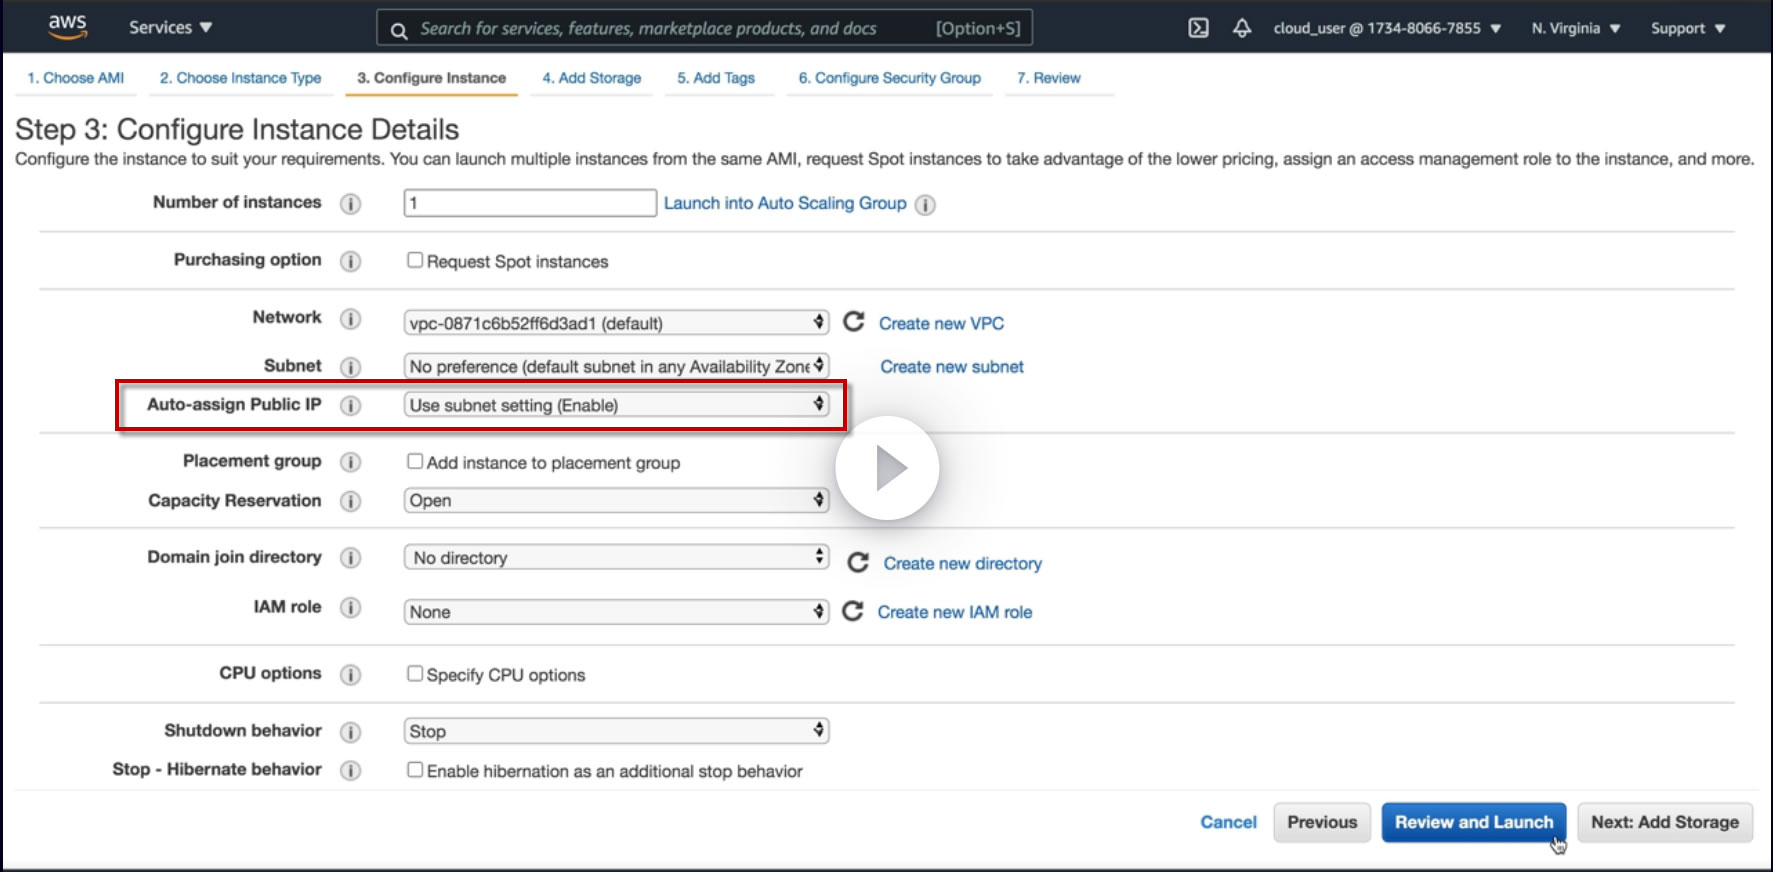 aws Services Search for services, features, marketplace products, and docs [Option+S] cloud_user @ 1734-8066-7855 N. Virginia Support
1. Choose AMI 2. Choose Instance Type 3. Configure Instance 4. Add Storage 5. Add Tags 6. Configure Security Group 7. Review
Step 3: Configure Instance Details
Configure the instance to suit your requirements. You can launch multiple instances from the same AMI, request Spot instances to take advantage of the lower pricing, assign an access management role to the instance, and more.
Number of instances i 1 Launch into Auto Scaling Group i
Purchasing option i Request Spot instances
Network i vpc-0871c6b52ff6d3ad1 (default) Create new VPC
Subnet i No preference (default subnet in any Availability Zone Create new subnet
Auto-assign Public IP i Use subnet setting (Enable)
Placement group i Add instance to placement group
Capacity Reservation i Open
Domain join directory i No directory Create new directory
IAM role i None Create new IAM role
CPU options i Specify CPU options
Shutdown behavior i Stop
Stop - Hibernate behavior i Enable hibernation as an additional stop behavior
Cancel Previous Review and Launch Next: Add Storage